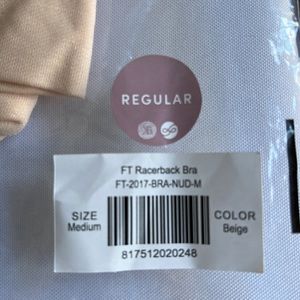 REGULAR
FT Racerback Bra
FT-2017-BRA-NUD-M
SIZE
Medium
COLOR
Beige
817512020248